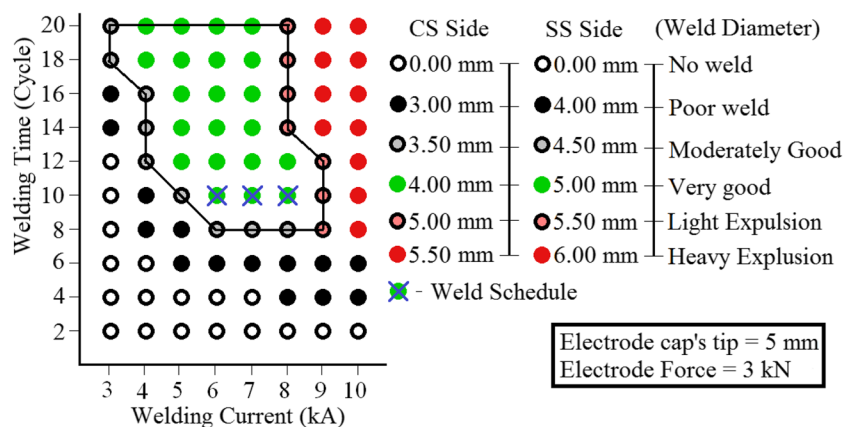 Welding Time (Cycle)
20
18
16
14
12
10
8
6
4
2
3 4 5 6 7 8 9 10
Welding Current (kA)
CS Side SS Side (Weld Diameter)
0.00 mm 0.00 mm No weld
3.00 mm 4.00 mm Poor weld
3.50 mm 4.50 mm Moderately Good
4.00 mm 5.00 mm Very good
5.00 mm 5.50 mm Light Expulsion
5.50 mm 6.00 mm Heavy Explusion
- Weld Schedule
Electrode cap's tip = 5 mm
Electrode Force = 3 kN